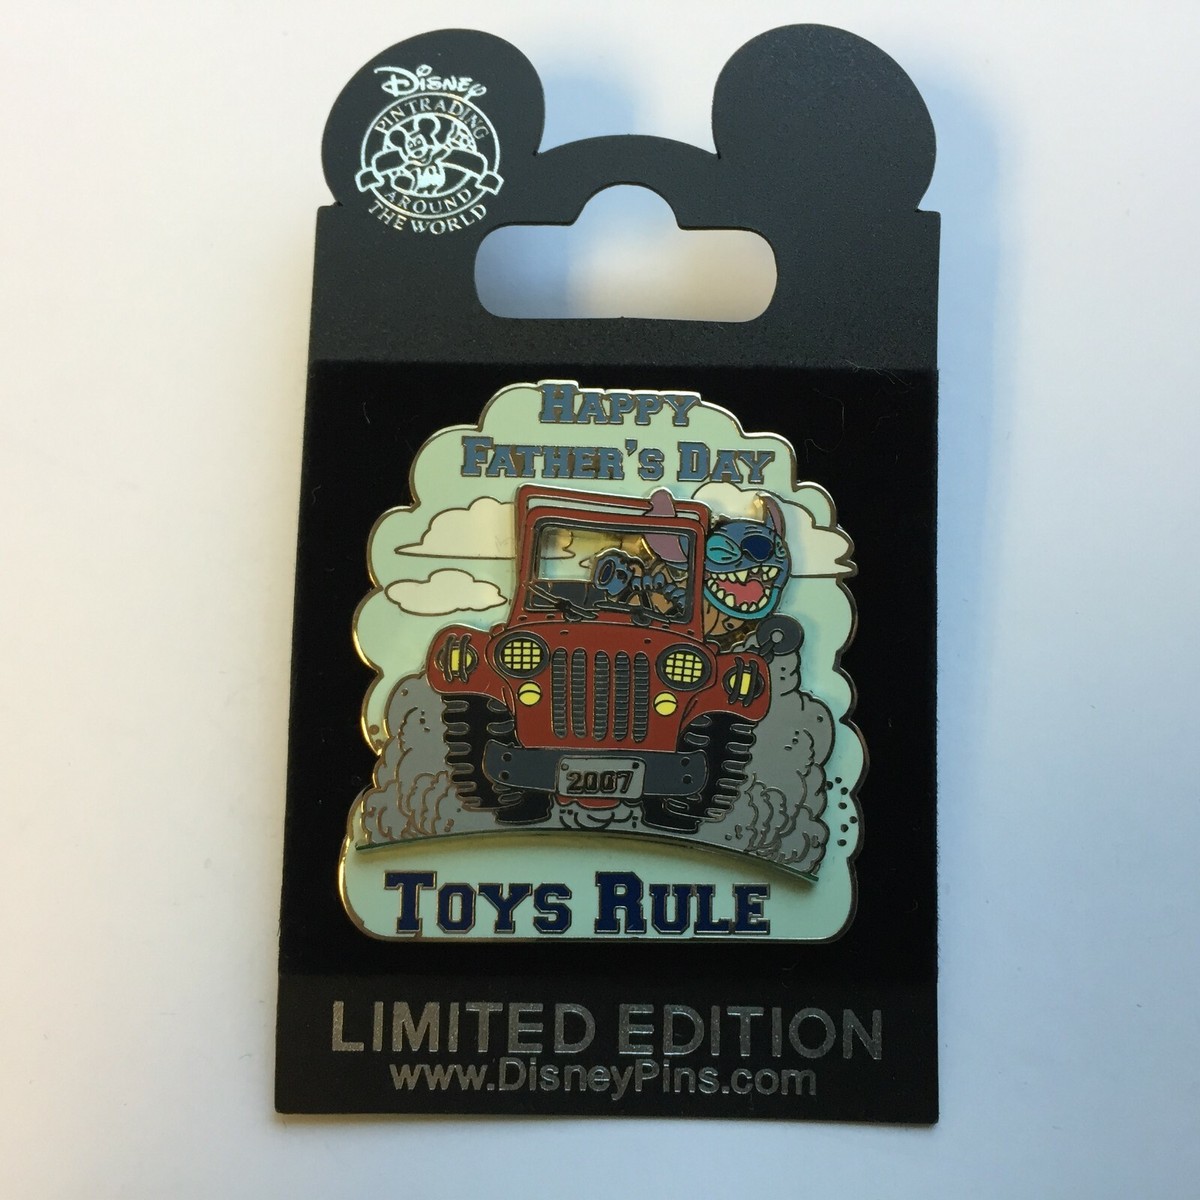 Disney
PIN TRADING
AROUND
THE WORLD
HAPPY
FATHER'S DAY
2007
TOYS RULE
LIMITED EDITION
www.DisneyPins.com